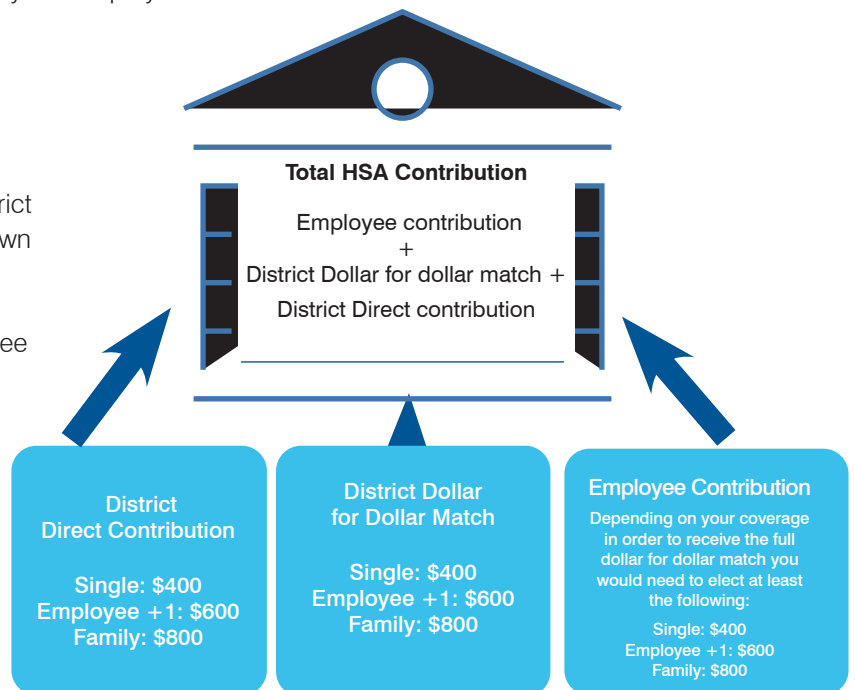 rict
wn
ee
Total HSA Contribution
Employee contribution
+
District Dollar for dollar match +
District Direct contribution
District
Direct Contribution
Single: $400
Employee +1: $600
Family: $800
District Dollar
for Dollar Match
Single: $400
Employee +1: $600
Family: $800
Employee Contribution
Depending on your coverage
in order to receive the full
dollar for dollar match you
would need to elect at least
the following:
Single: $400
Employee +1: $600
Family: $800